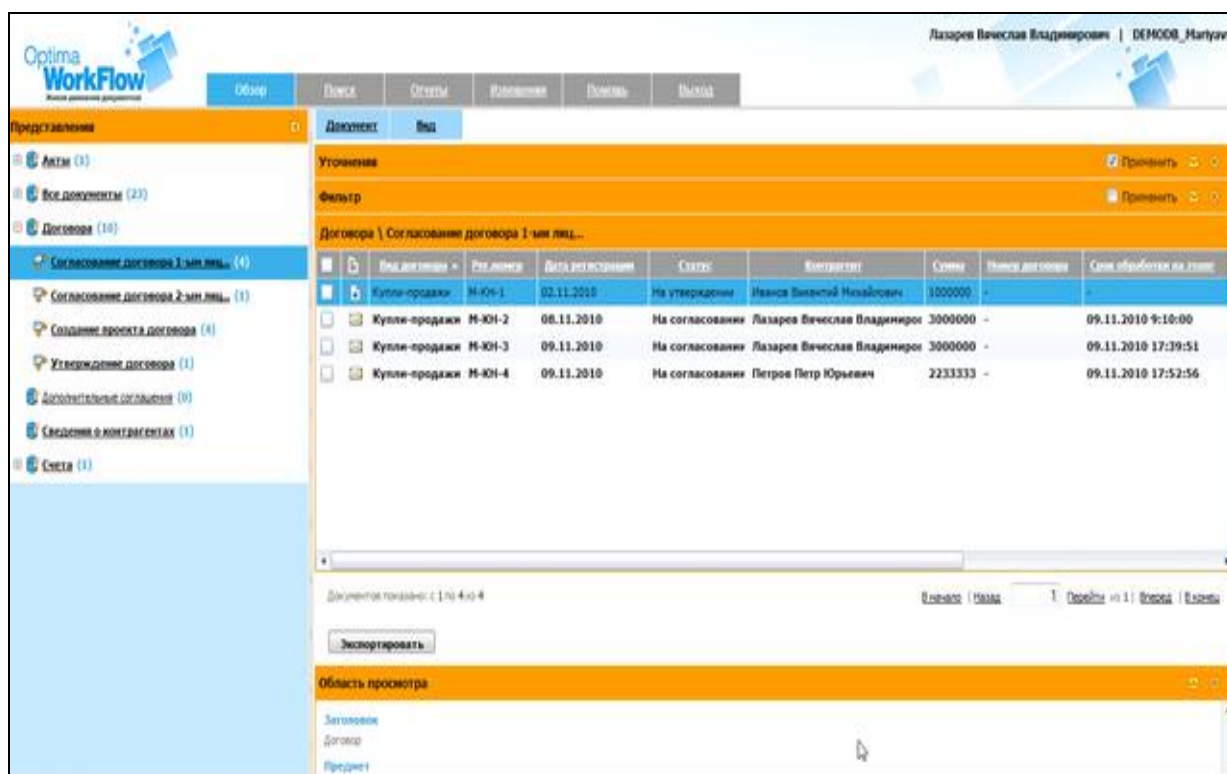 Лазарев Вячеслав Владимирович | DEMODB_Mariyav
Optima
WorkFlow
Обзор Поиск Отчеты Помощь Выход
Представления
Документ Вид
Акты (1)
Уточнения Применить
Все документы (23)
Фильтр Применить
Договора (10)
Договора \ Согласование договора 1-ым лиц...
Согласование договора 1-ым лиц... (4)
Вид договора Рег.номер Дата регистрации Статус Контрагент Сумма Номер договора Срок обработки на этапе
Купли-продажи М-КН-1 02.11.2010 На утверждении Иванов Викентий Михайлович 1000000 - -
Согласование договора 2-ым лиц... (1)
Купли-продажи М-КН-2 08.11.2010 На согласовании Лазарев Вячеслав Владимиров 3000000 - 09.11.2010 9:10:00
Создание проекта договора (4)
Купли-продажи М-КН-3 09.11.2010 На согласовании Лазарев Вячеслав Владимиров 3000000 - 09.11.2010 17:39:51
Утверждение договора (1)
Купли-продажи М-КН-4 09.11.2010 На согласовании Петров Петр Юрьевич 2233333 - 09.11.2010 17:52:56
Дополнительные соглашения (0)
Сведения о контрагентах (1)
Счета (1)
Документов показано: с 1 по 4 из 4
В начало | Назад 1 Перейти из 1 | Вперед | В конец
Экспортировать
Область просмотра
Заголовок
Договор
Предмет